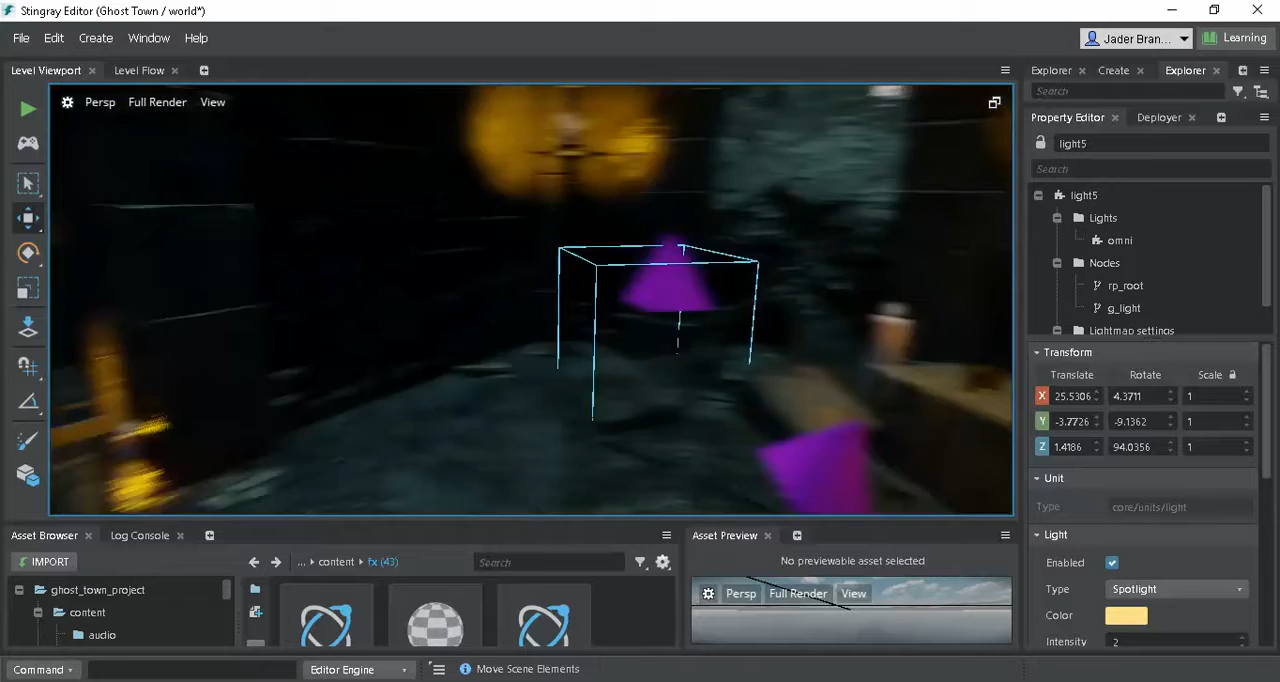 Stingray Editor (Ghost Town / world*)
File Edit Create Window Help
Jader Bran... Learning
Level Viewport Level Flow
Explorer Create Explorer
Search
Persp Full Render View
Property Editor Deployer
light5
Search
light5
Lights
omni
Nodes
rp_root
g_light
Lightmap settings
Transform
Translate Rotate Scale
X 25.5306 4.3711 1
Y -3.7726 -9.1362 1
Z 1.4186 94.0356 1
Unit
Type core/units/light
Light
Enabled
Type Spotlight
Color
Intensity 2
Asset Browser Log Console
IMPORT ... content fx (43) Search
ghost_town_project
content
audio
Asset Preview
No previewable asset selected
Persp Full Render View
Command Editor Engine Move Scene Elements